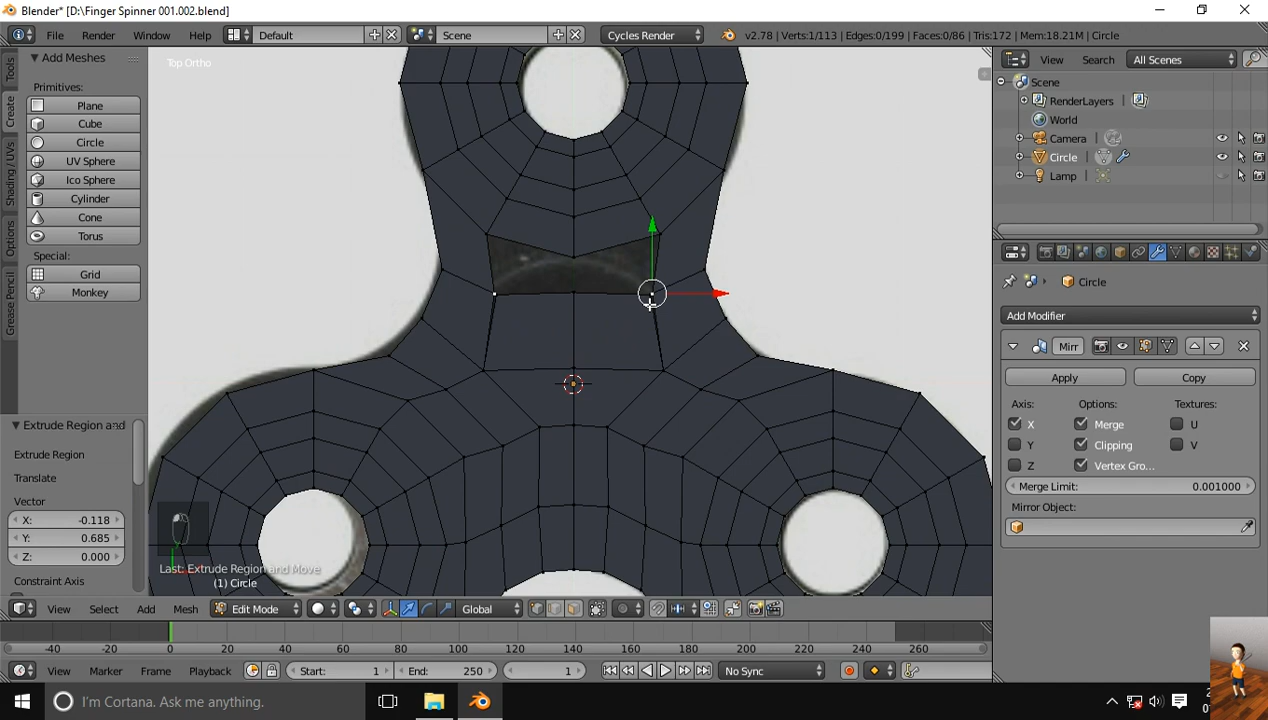 Blender* [D:\Finger Spinner 001.002.blend]
File Render Window Help Default Scene Cycles Render v2.78 | Verts:1/113 | Edges:0/199 | Faces:0/86 | Tris:172 | Mem:18.21M | Circle
Tools
Create
Shading / UVs
Options
Grease Pencil
Add Meshes
Primitives:
Plane
Cube
Circle
UV Sphere
Ico Sphere
Cylinder
Cone
Torus
Special:
Grid
Monkey
Extrude Region and
Extrude Region
Translate
Vector
X: -0.118
Y: 0.685
Z: 0.000
Constraint Axis
Top Ortho
Last: Extrude Region and Move
(1) Circle
View Select Add Mesh Edit Mode Global
-40 -20 0 20 40 60 80 100 120 140 160 180 200 220 240 260
View Marker Frame Playback Start: 1 End: 250 1 No Sync
View Search All Scenes
Scene
RenderLayers
World
Camera
Circle
Lamp
Circle
Add Modifier
Mirr
Apply Copy
Axis: Options: Textures:
X Merge U
Y Clipping V
Z Vertex Gro...
Merge Limit: 0.001000
Mirror Object:
I'm Cortana. Ask me anything.